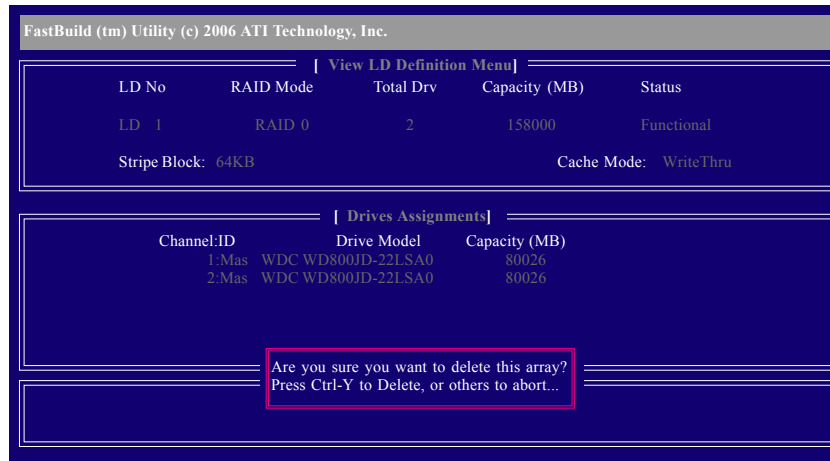 FastBuild (tm) Utility (c) 2006 ATI Technology, Inc.
[ View LD Definition Menu]
LD No RAID Mode Total Drv Capacity (MB) Status
LD 1 RAID 0 2 158000 Functional
Stripe Block: 64KB Cache Mode: WriteThru
[ Drives Assignments]
Channel:ID Drive Model Capacity (MB)
1:Mas WDC WD800JD-22LSA0 80026
2:Mas WDC WD800JD-22LSA0 80026
Are you sure you want to delete this array?
Press Ctrl-Y to Delete, or others to abort...